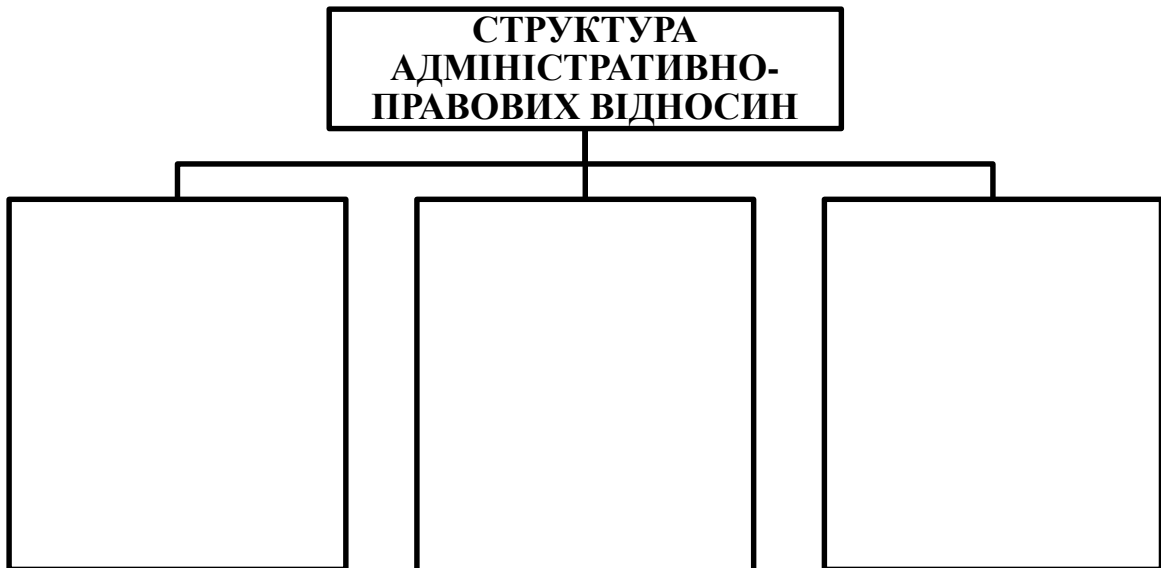 СТРУКТУРА
АДМІНІСТРАТИВНО-
ПРАВОВИХ ВІДНОСИН